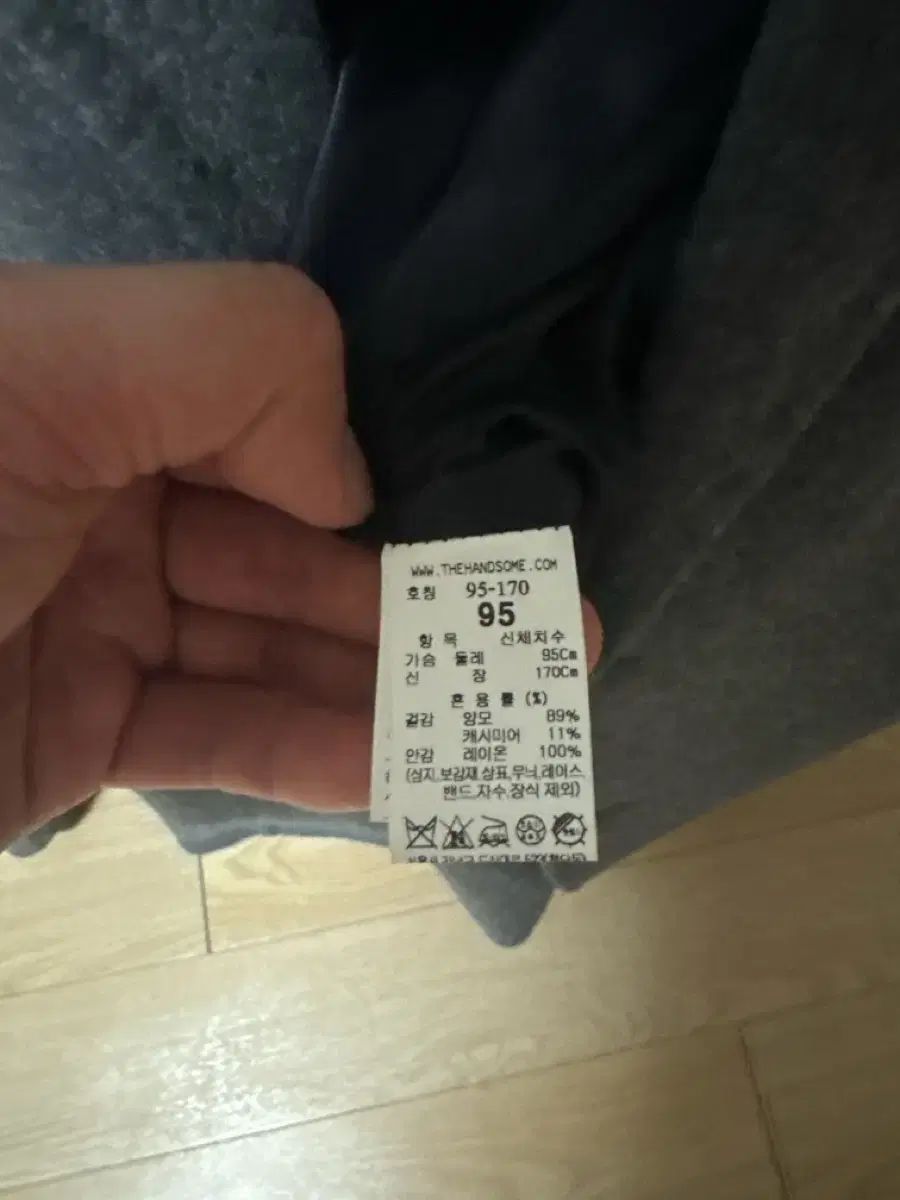 WWW.THEHANDSOME.COM
호칭 95-170
95
항 목 신체치수
가슴 둘레 95Cm
신 장 170Cm
혼 용 률 (%)
겉감 양모 89%
캐시미어 11%
안감 레이온 100%
(심지,보강재,상표,무늬,레이스,
밴드,자수,장식 제외)